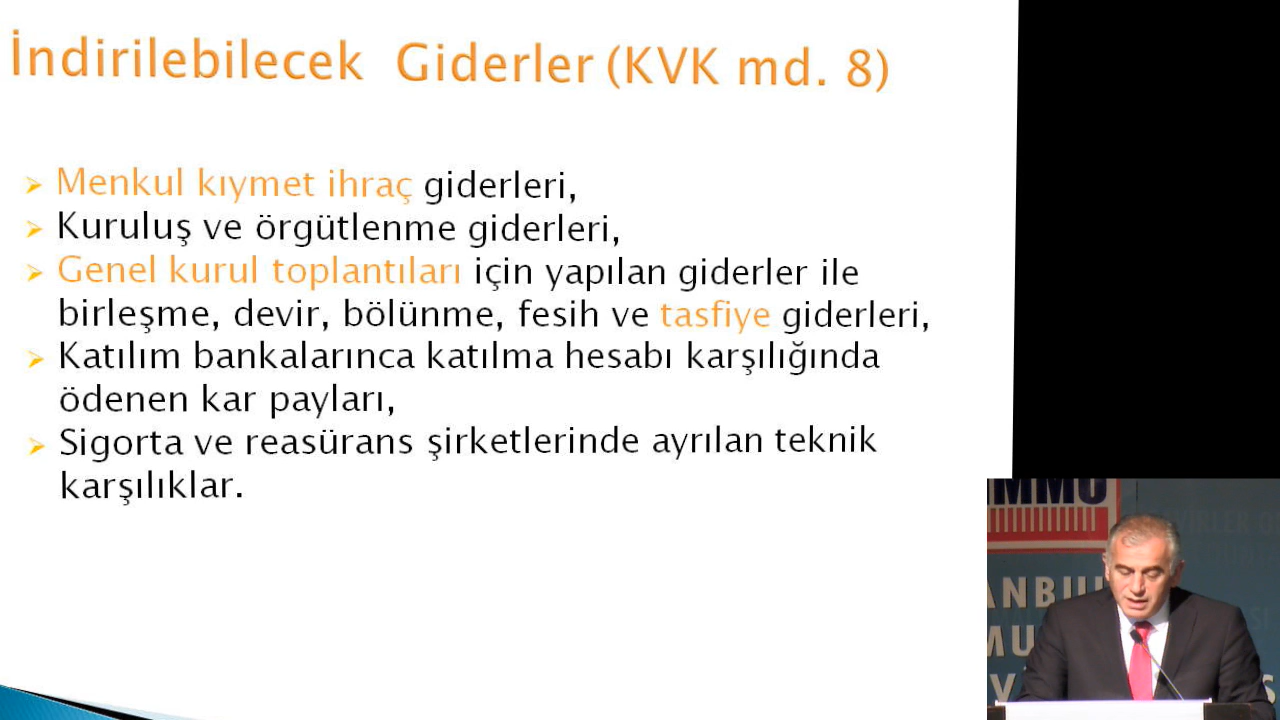 İndirilebilecek Giderler (KVK md. 8)
➢ Menkul kıymet ihraç giderleri,
➢ Kuruluş ve örgütlenme giderleri,
➢ Genel kurul toplantıları için yapılan giderler ile
birleşme, devir, bölünme, fesih ve tasfiye giderleri,
➢ Katılım bankalarınca katılma hesabı karşılığında
ödenen kar payları,
➢ Sigorta ve reasürans şirketlerinde ayrılan teknik
karşılıklar.
MMO
ANBUL
MU